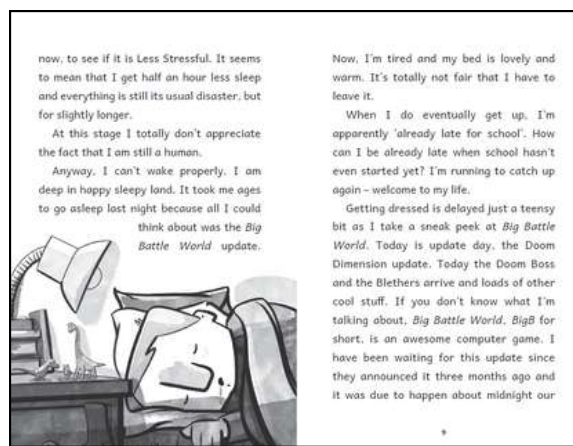 now, to see if it is Less Stressful. It seems
to mean that I get half an hour less sleep
and everything is still its usual disaster, but
for slightly longer.
At this stage I totally don't appreciate
the fact that I am still a human.
Anyway, I can't wake properly. I am
deep in happy sleepy land. It took me ages
to go asleep last night because all I could
think about was the Big
Battle World update.
Now, I'm tired and my bed is lovely and
warm. It's totally not fair that I have to
leave it.
When I do eventually get up, I'm
apparently 'already late for school'. How
can I be already late when school hasn't
even started yet? I'm running to catch up
again – welcome to my life.
Getting dressed is delayed just a teensy
bit as I take a sneak peek at Big Battle
World. Today is update day, the Doom
Dimension update. Today the Doom Boss
and the Blethers arrive and loads of other
cool stuff. If you don't know what I'm
talking about, Big Battle World, BigB for
short, is an awesome computer game. I
have been waiting for this update since
they announced it three months ago and
it was due to happen about midnight our
9